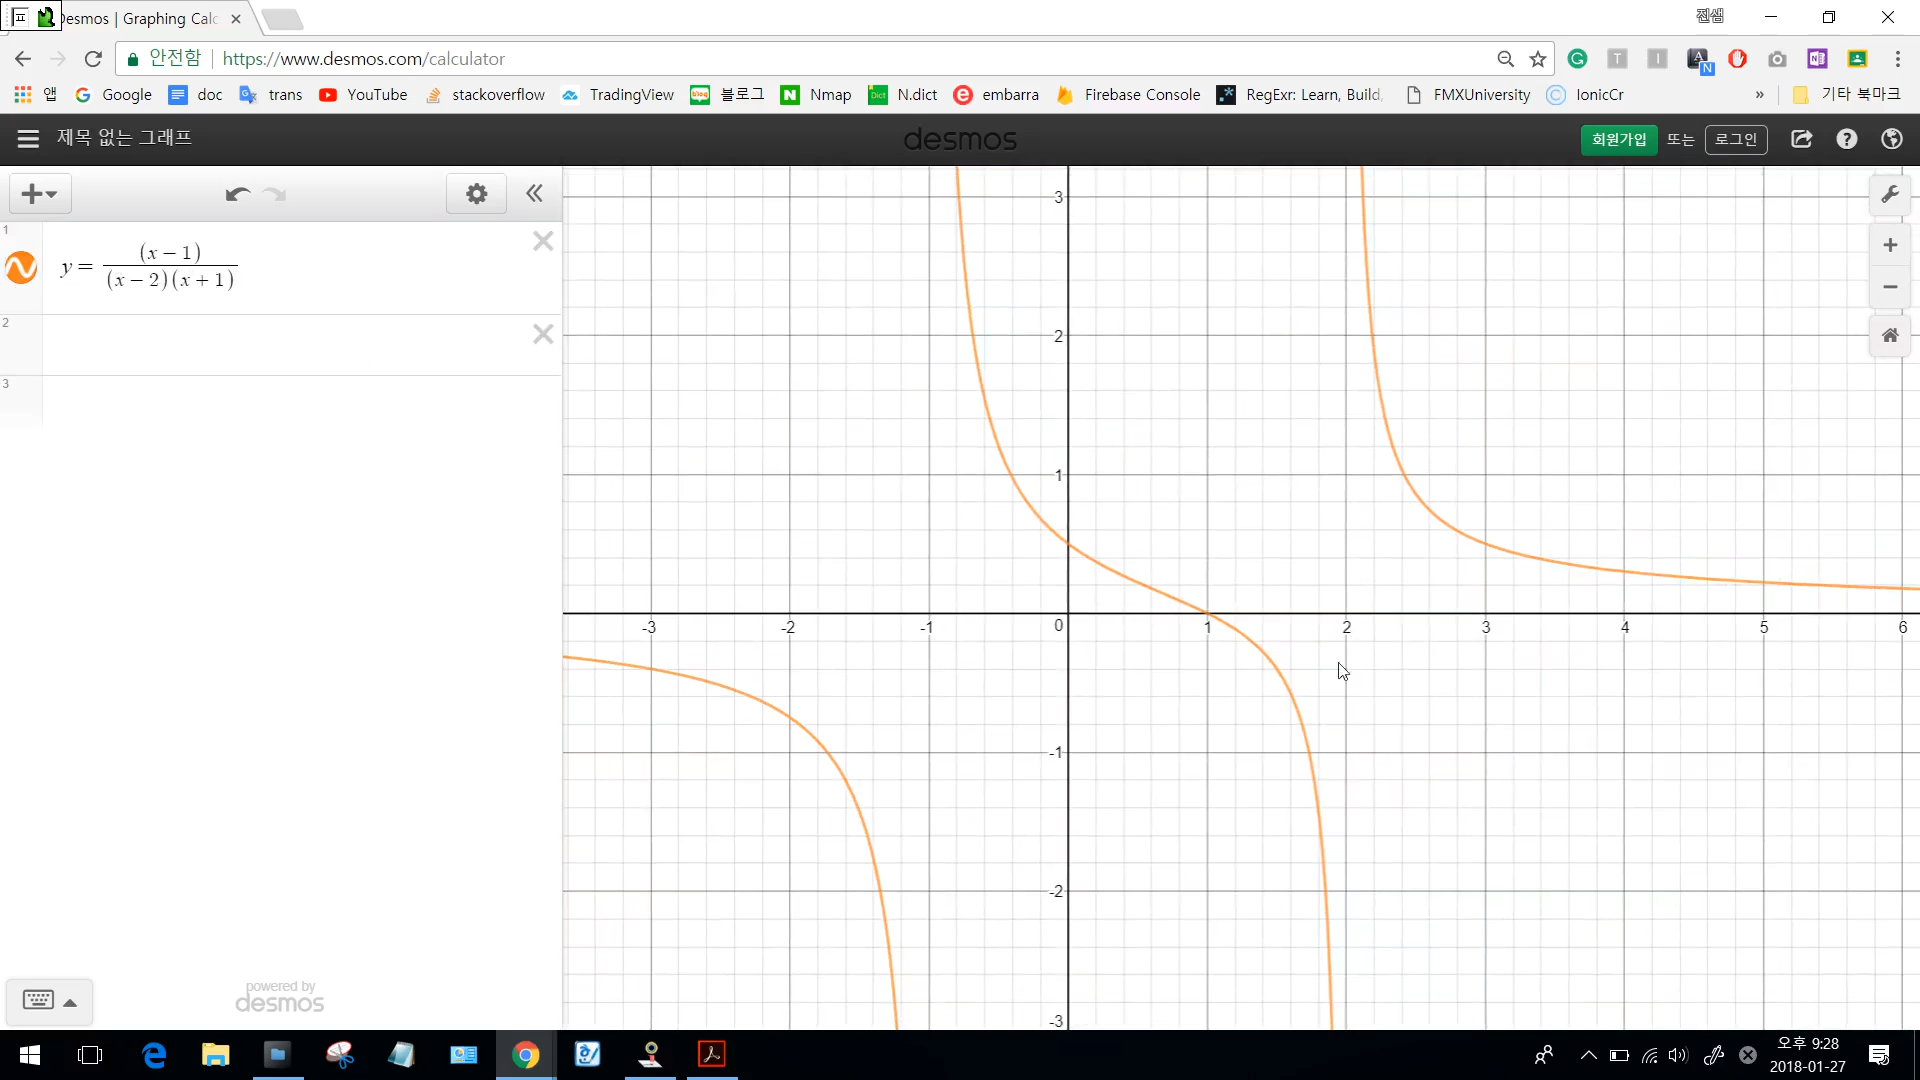 Desmos | Graphing Calc
진샘
안전함 | https://www.desmos.com/calculator
앱 Google doc trans YouTube stackoverflow TradingView 블로그 Nmap N.dict embarra Firebase Console RegExr: Learn, Build, FMXUniversity IonicCr » 기타 북마크
제목 없는 그래프
desmos
회원가입 또는 로그인
1
y = (x − 1) / (x − 2)(x + 1)
2
3
powered by
desmos
3
2
1
-3 -2 -1 0 1 2 3 4 5 6
-1
-2
-3
오후 9:28
2018-01-27